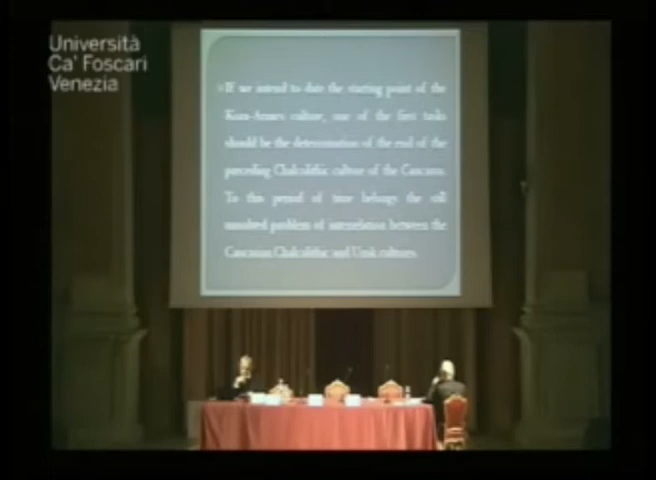 Università
Ca' Foscari
Venezia
If we intend to date the starting point of the
Kura-Araxes culture, one of the first tasks
should be the determination of the end of the
preceding Chalcolithic culture of the Caucasus.
To this period of time belongs the still
unsolved problem of interrelation between the
Caucasian Chalcolithic and Uruk cultures.